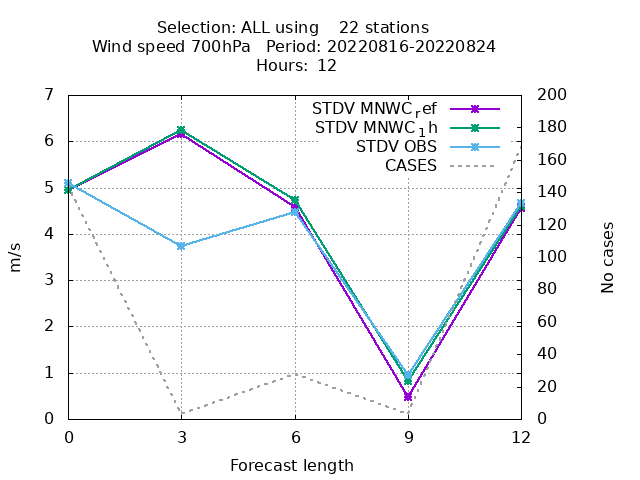 Selection: ALL using    22 stations
Wind speed 700hPa   Period: 20220816-20220824
Hours: 12
STDV MNWC_ref
STDV MNWC_1h
STDV OBS
CASES
7
6
5
4
3
2
1
0
m/s
200
180
160
140
120
100
80
60
40
20
0
No cases
0 3 6 9 12
Forecast length